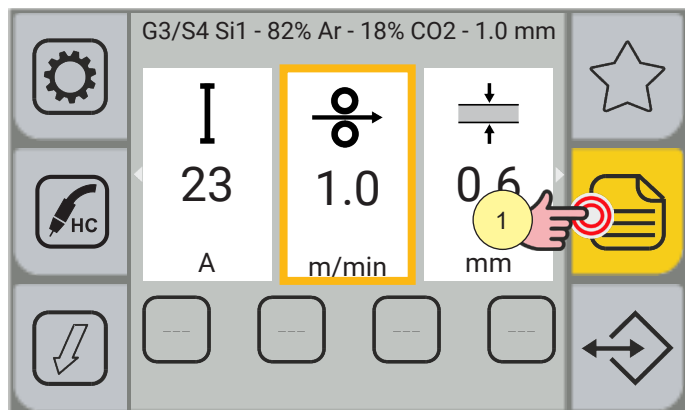 G3/S4 Si1 - 82% Ar - 18% CO2 - 1.0 mm
I
23
A
1.0
m/min
0.6
mm
1
HC
--- --- --- ---